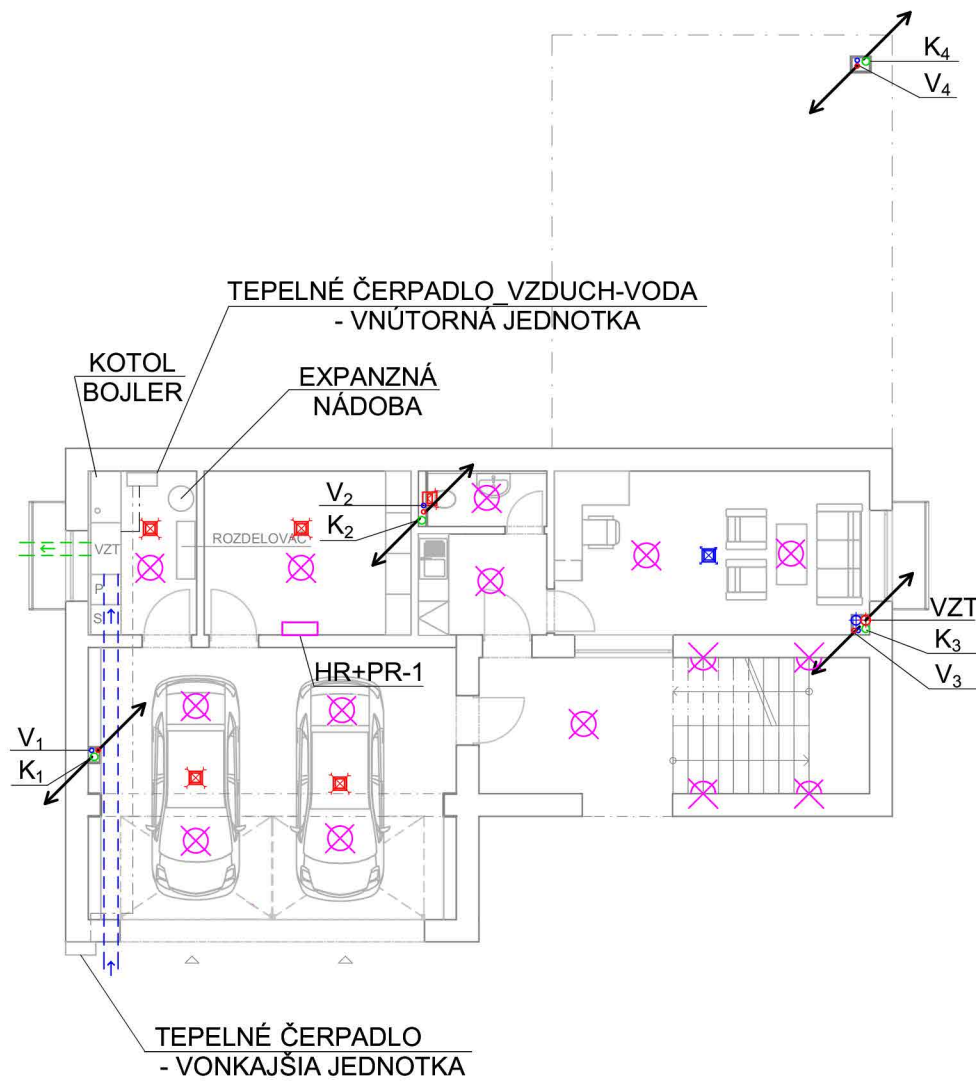 K4
V4
TEPELNÉ ČERPADLO_VZDUCH-VODA
- VNÚTORNÁ JEDNOTKA
KOTOL
BOJLER
EXPANZNÁ
NÁDOBA
V2
K2
ROZDELOVAČ
VZT
P
S
VZT
K3
V3
HR+PR-1
V1
K1
TEPELNÉ ČERPADLO
- VONKAJŠIA JEDNOTKA